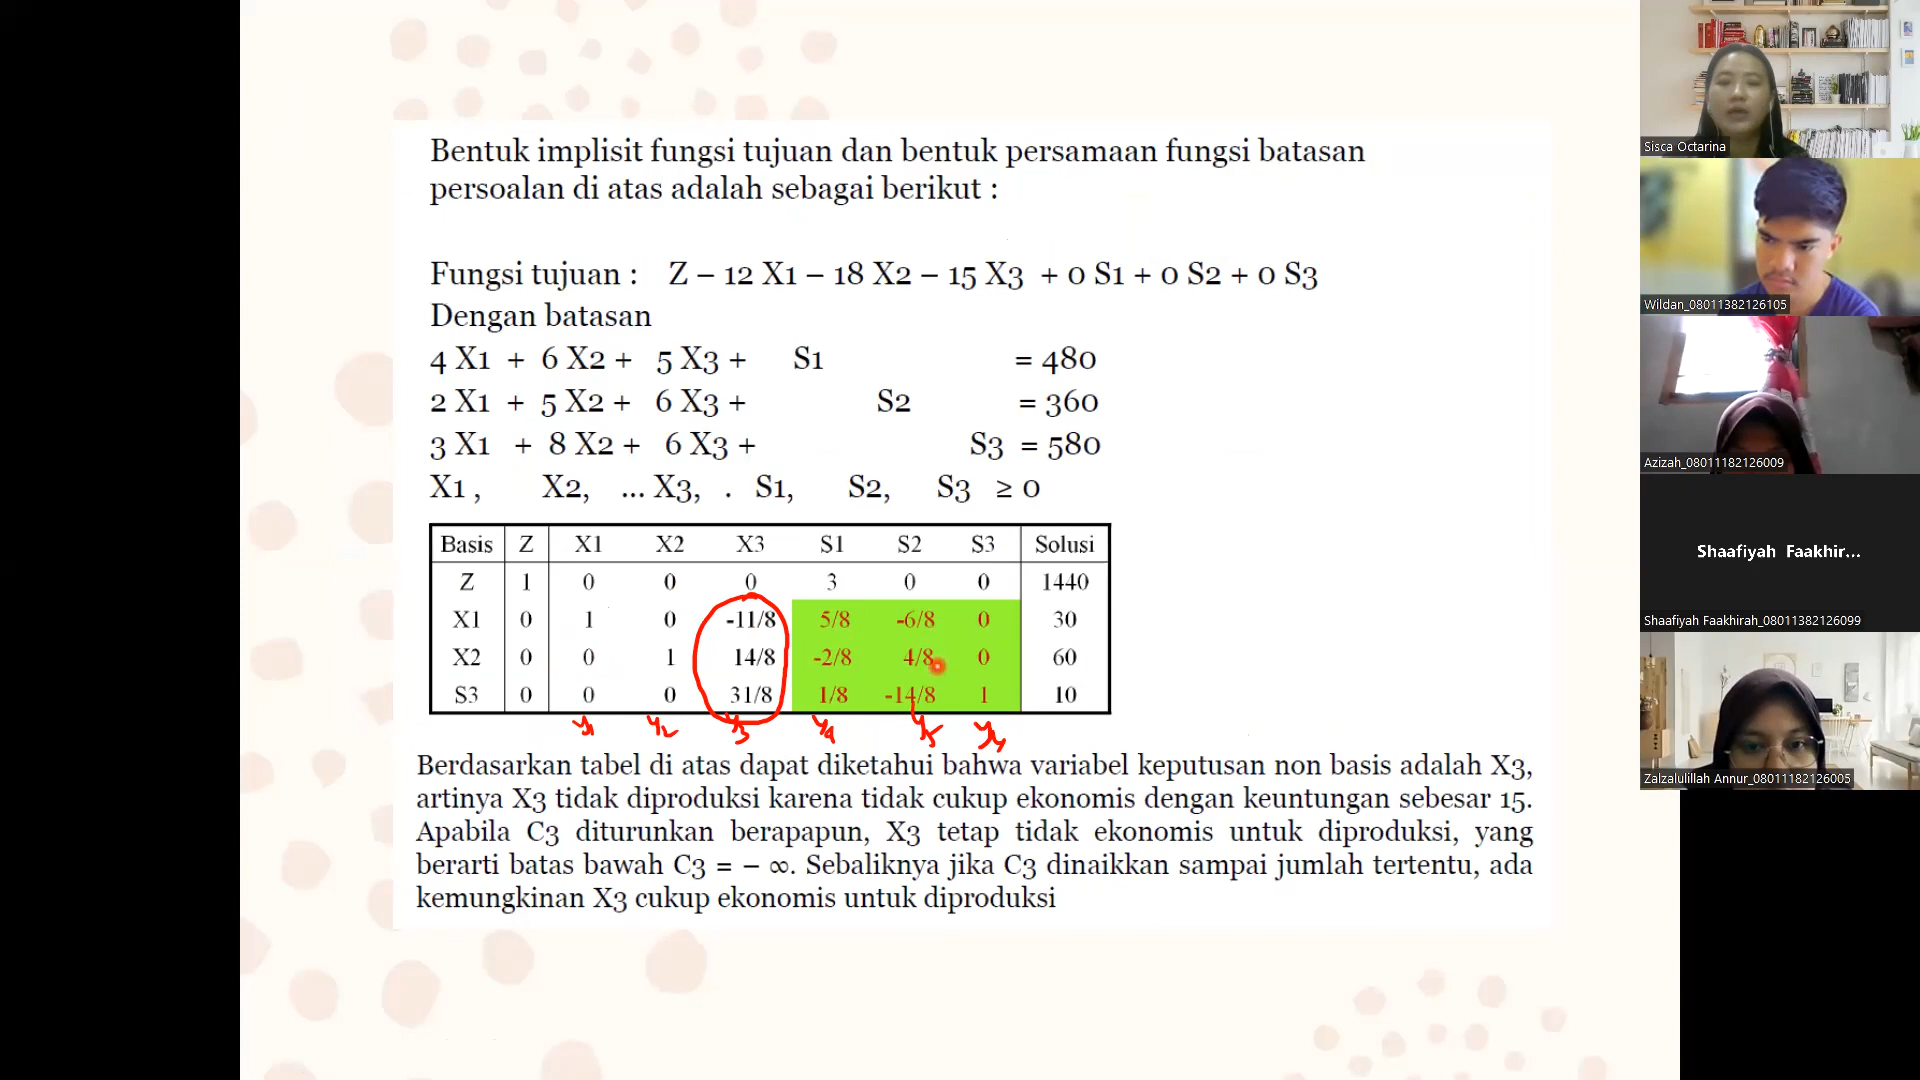 Bentuk implisit fungsi tujuan dan bentuk persamaan fungsi batasan
persoalan di atas adalah sebagai berikut :
Fungsi tujuan : Z – 12 X1 – 18 X2 – 15 X3 + 0 S1 + 0 S2 + 0 S3
Dengan batasan
4 X1 + 6 X2 + 5 X3 + S1 = 480
2 X1 + 5 X2 + 6 X3 + S2 = 360
3 X1 + 8 X2 + 6 X3 + S3 = 580
X1 , X2, ... X3, . S1, S2, S3 ≥ 0
Basis Z X1 X2 X3 S1 S2 S3 Solusi
Z 1 0 0 0 3 0 0 1440
X1 0 1 0 -11/8 5/8 -6/8 0 30
X2 0 0 1 14/8 -2/8 4/8 0 60
S3 0 0 0 31/8 1/8 -14/8 1 10
y1 y2 y3 y4 y5
Berdasarkan tabel di atas dapat diketahui bahwa variabel keputusan non basis adalah X3,
artinya X3 tidak diproduksi karena tidak cukup ekonomis dengan keuntungan sebesar 15.
Apabila C3 diturunkan berapapun, X3 tetap tidak ekonomis untuk diproduksi, yang
berarti batas bawah C3 = – ∞. Sebaliknya jika C3 dinaikkan sampai jumlah tertentu, ada
kemungkinan X3 cukup ekonomis untuk diproduksi
Sisca Octarina
Wildan_08011382126105
Azizah_08011182126009
Shaafiyah Faakhir...
Shaafiyah Faakhirah_08011382126099
Zalzalulillah Annur_08011182126005